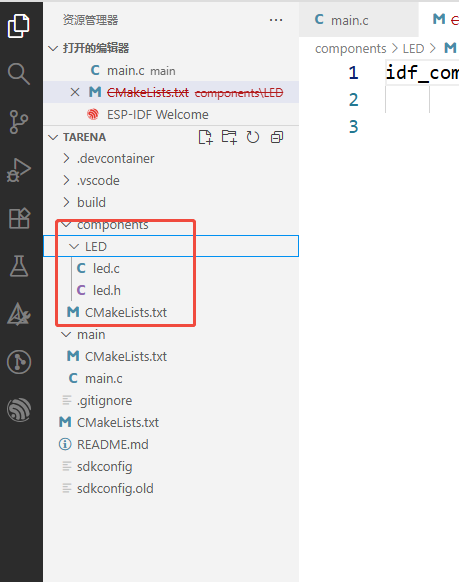 资源管理器 ···
打开的编辑器
C main.c main
M CMakeLists.txt components\LED
ESP-IDF Welcome
TARENA
.devcontainer
.vscode
build
components
LED
C led.c
C led.h
M CMakeLists.txt
main
M CMakeLists.txt
C main.c
.gitignore
M CMakeLists.txt
README.md
sdkconfig
sdkconfig.old
C main.c M
components > LED > M
1 idf_com
2
3